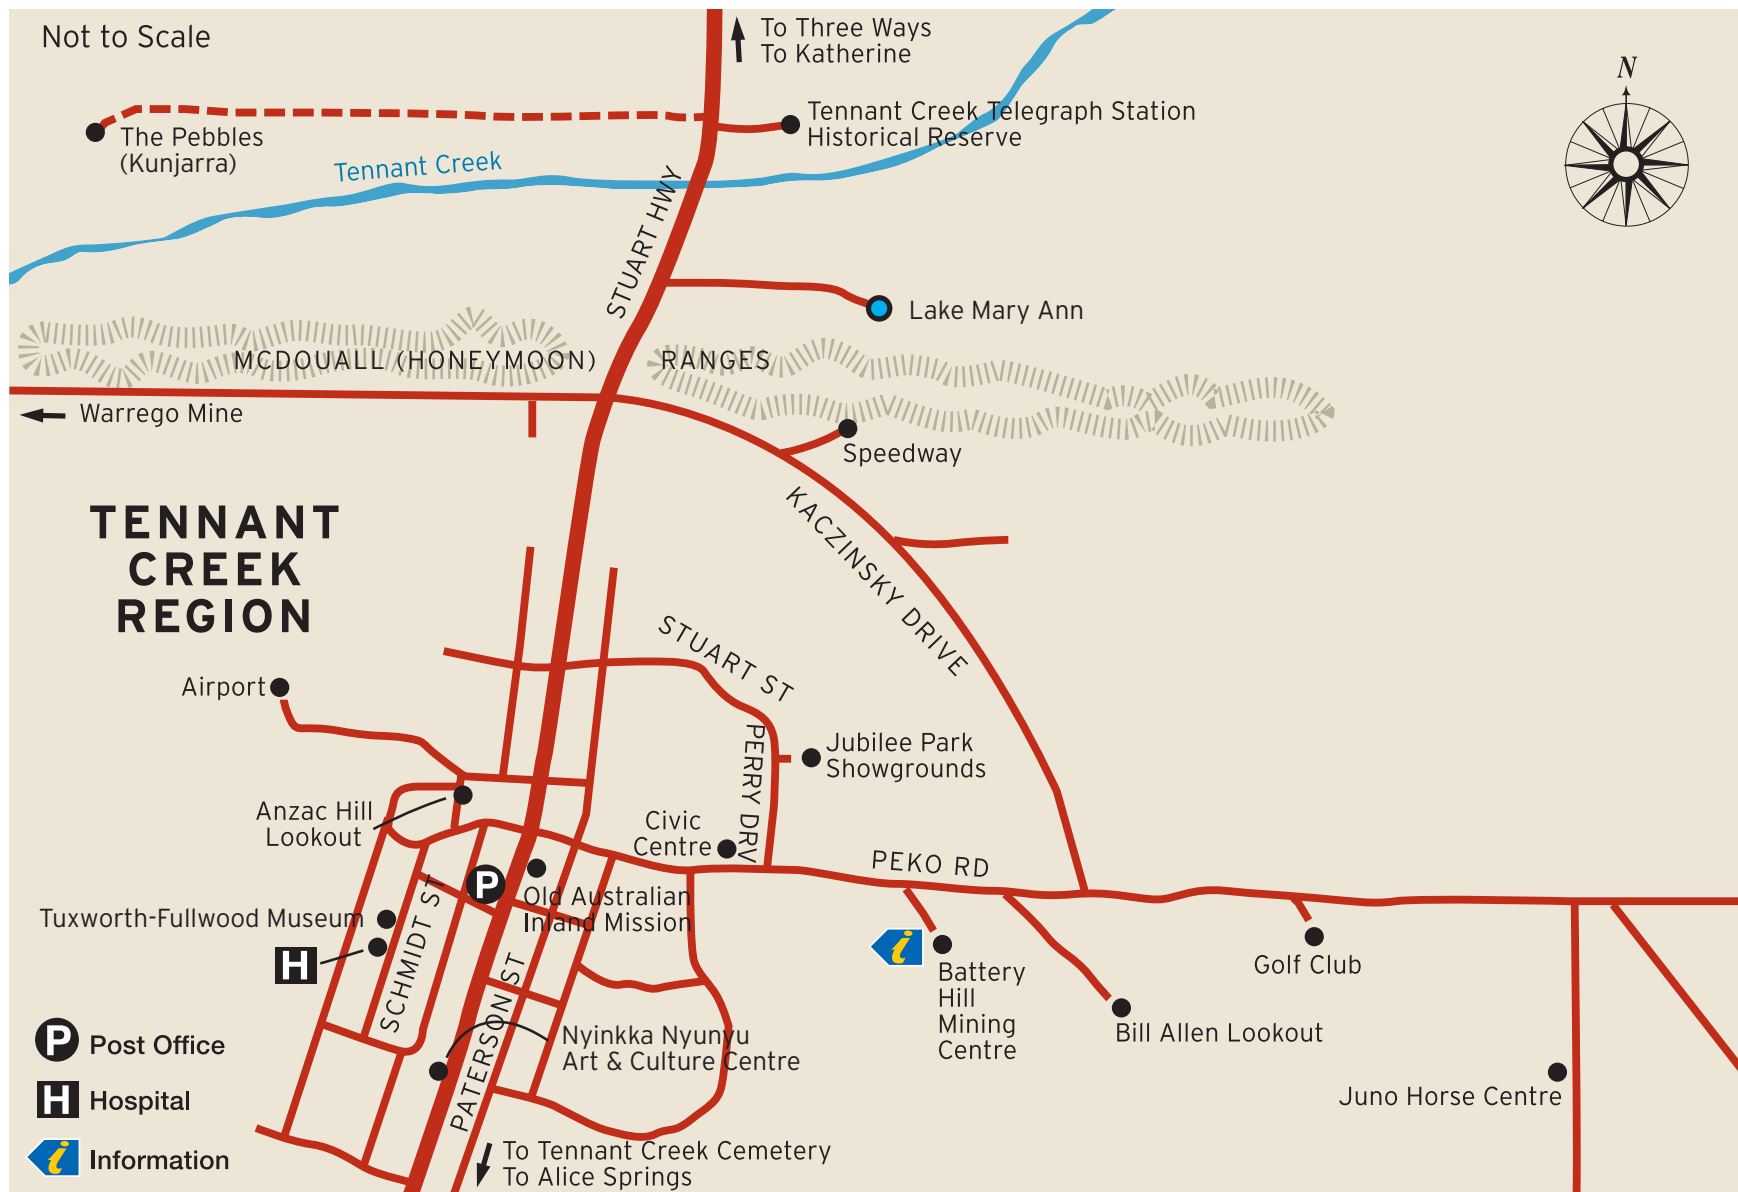 Not to Scale
To Three Ways
To Katherine
N
Tennant Creek Telegraph Station
Historical Reserve
The Pebbles
(Kunjarra)
Tennant Creek
STUART HWY
Lake Mary Ann
MCDOUALL (HONEYMOON) RANGES
Warrego Mine
Speedway
KACZINSKY DRIVE
TENNANT
CREEK
REGION
STUART ST
Airport
PERRY DRV
Jubilee Park
Showgrounds
Anzac Hill
Lookout
Civic
Centre
PEKO RD
P
Old Australian
Inland Mission
Tuxworth-Fullwood Museum
H
SCHMIDT ST
PATERSON ST
i
Battery
Hill
Mining
Centre
Golf Club
Bill Allen Lookout
Nyinkka Nyunyu
Art & Culture Centre
Juno Horse Centre
P Post Office
H Hospital
i Information
To Tennant Creek Cemetery
To Alice Springs